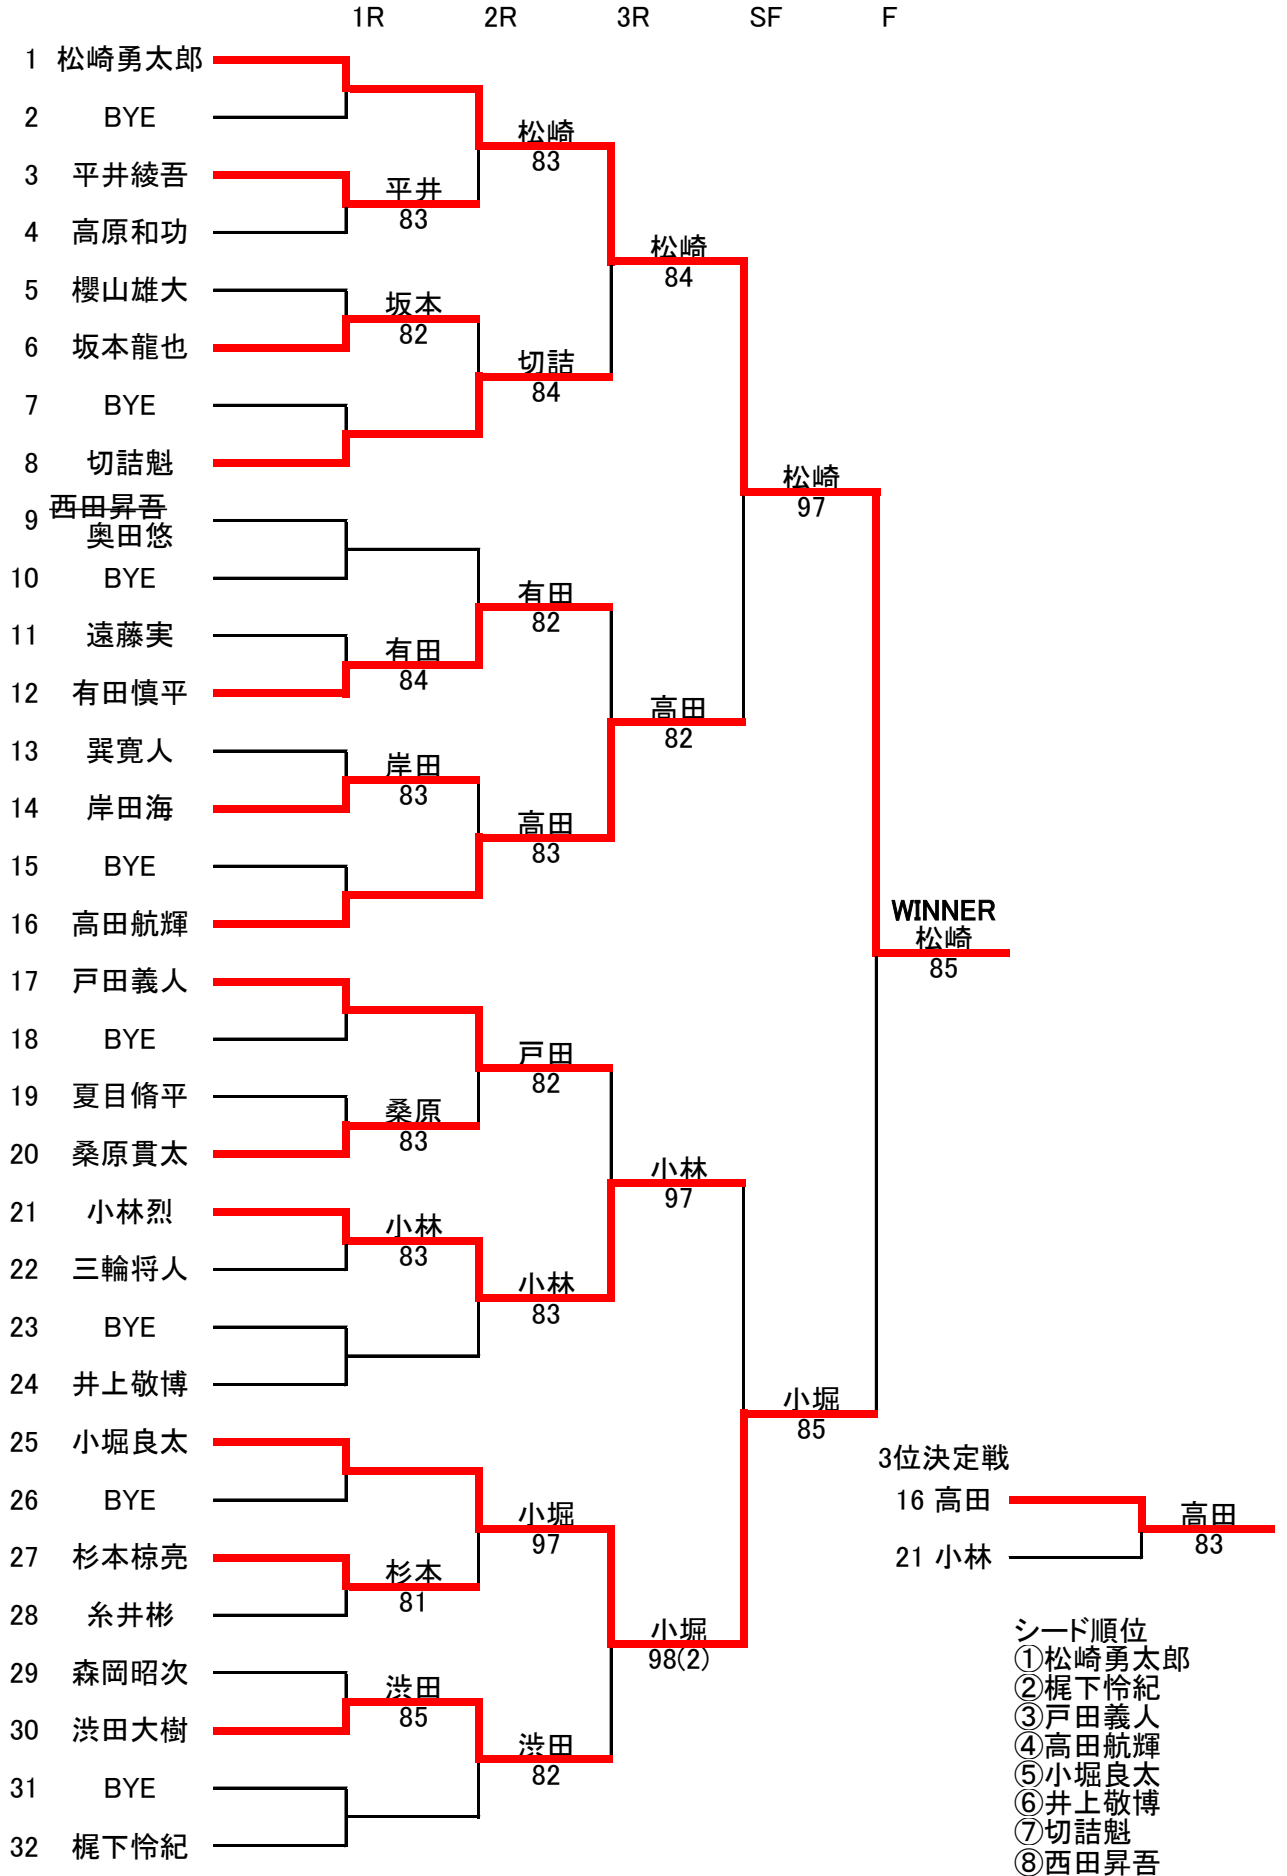 1R 2R 3R SF F
1 松崎勇太郎
2 BYE
松崎
83
3 平井綾吾
平井
83
4 高原和功
松崎
84
5 櫻山雄大
坂本
82
6 坂本龍也
切詰
84
7 BYE
8 切詰魁
松崎
97
西田昇吾
9 奥田悠
10 BYE
有田
82
11 遠藤実
有田
84
12 有田慎平
高田
82
13 巽寛人
岸田
83
14 岸田海
高田
83
15 BYE
16 高田航輝
WINNER
松崎
85
17 戸田義人
18 BYE
戸田
82
19 夏目脩平
桑原
83
20 桑原貫太
小林
97
21 小林烈
小林
83
22 三輪将人
小林
83
23 BYE
24 井上敬博
小堀
85
25 小堀良太
3位決定戦
26 BYE
16 高田
高田
83
小堀
97
27 杉本椋亮
21 小林
杉本
81
28 糸井彬
小堀
98(2)
29 森岡昭次
渋田
85
30 渋田大樹
渋田
82
31 BYE
32 梶下怜紀
シード順位
①松崎勇太郎
②梶下怜紀
③戸田義人
④高田航輝
⑤小堀良太
⑥井上敬博
⑦切詰魁
⑧西田昇吾